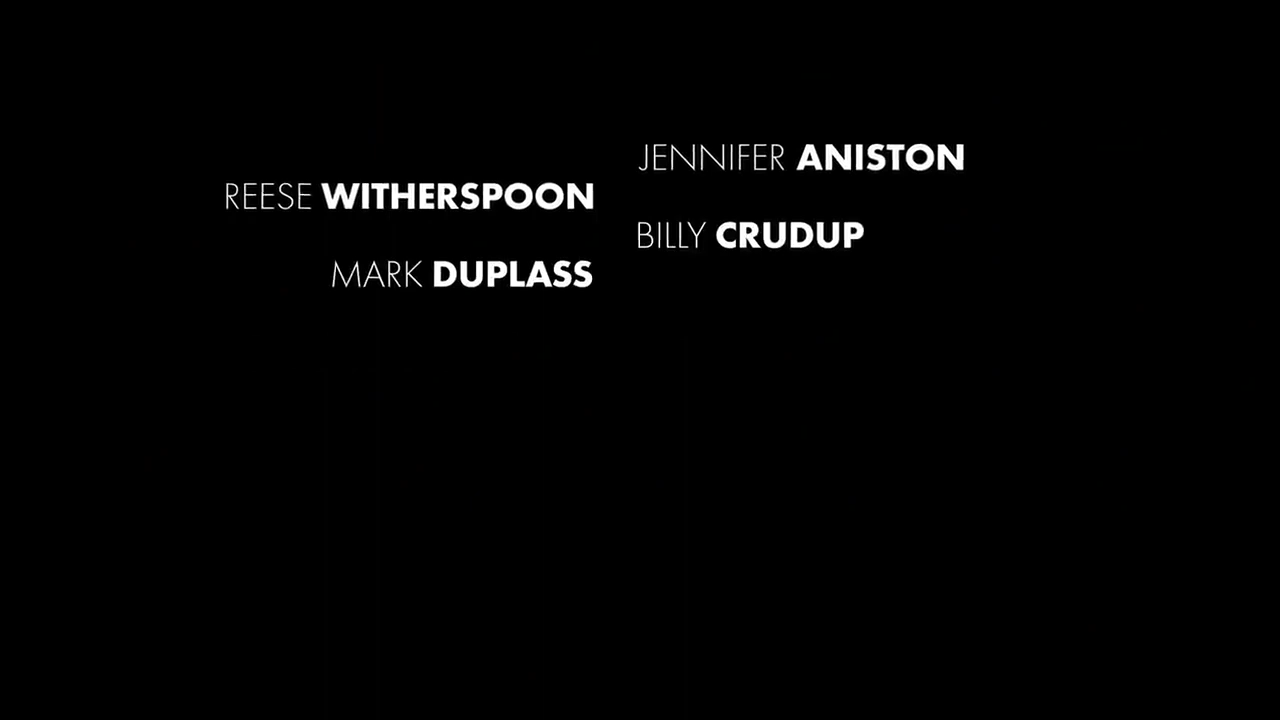 JENNIFER ANISTON
REESE WITHERSPOON
BILLY CRUDUP
MARK DUPLASS